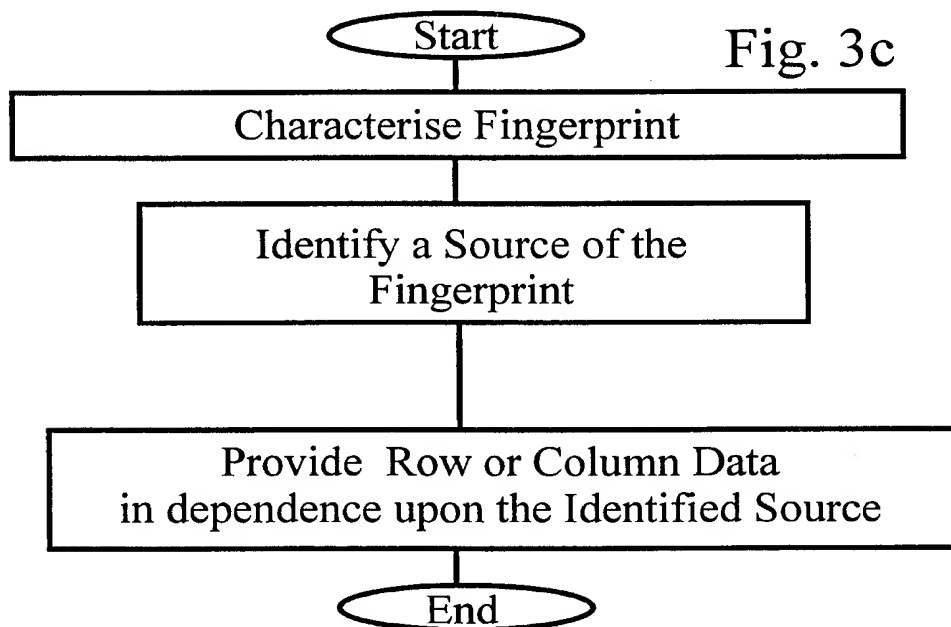 Start
Fig. 3c
Characterise Fingerprint
Identify a Source of the
Fingerprint
Provide Row or Column Data
in dependence upon the Identified Source
End